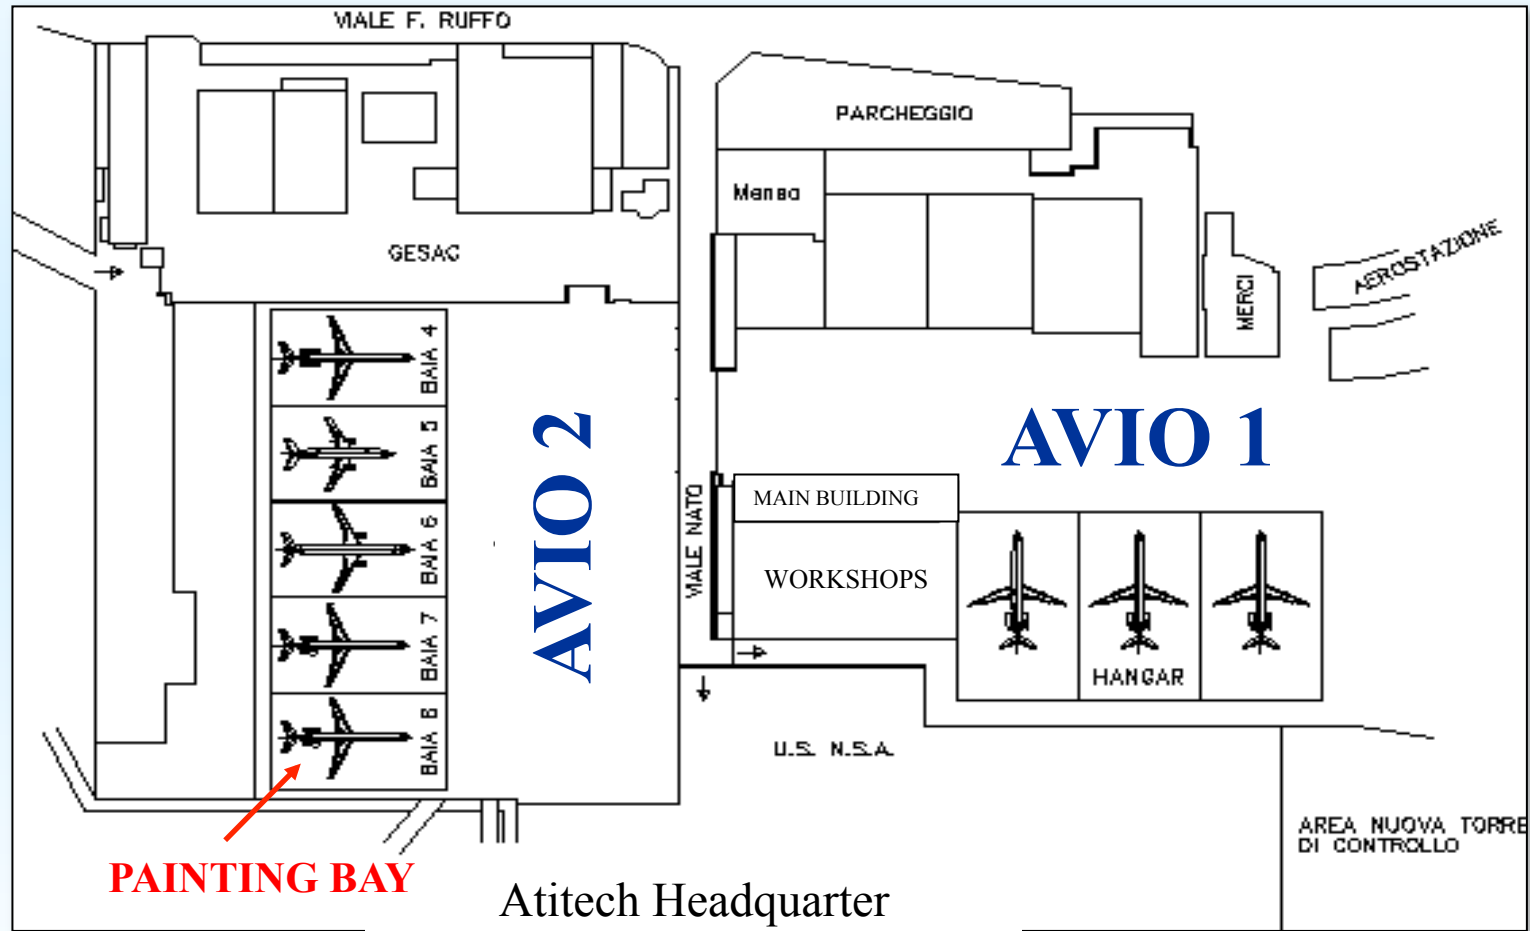 VIALE F. RUFFO
PARCHEGGIO
Mensa
GESAC
AEROSTAZIONE
MERCI
BAIA 4
BAIA 5
BAIA 6
BAIA 7
BAIA 8
AVIO 2
AVIO 1
VIALE NATO
MAIN BUILDING
WORKSHOPS
HANGAR
U.S. N.S.A.
AREA NUOVA TORRE
DI CONTROLLO
PAINTING BAY
Atitech Headquarter